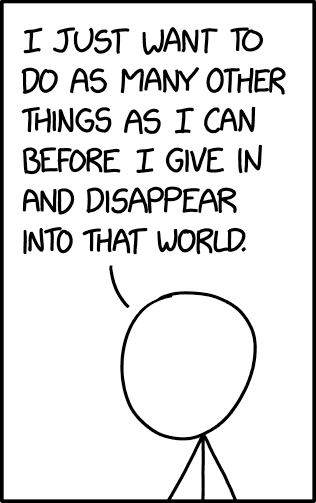 I JUST WANT TO
DO AS MANY OTHER
THINGS AS I CAN
BEFORE I GIVE IN
AND DISAPPEAR
INTO THAT WORLD.